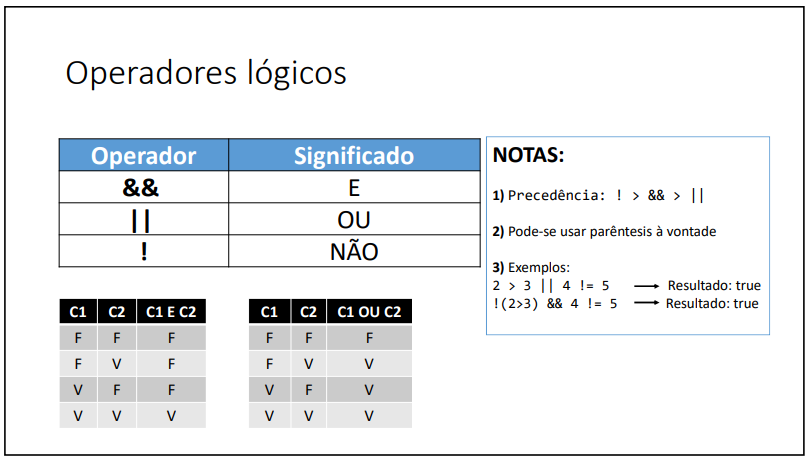 Operadores lógicos
Operador Significado
&& E
|| OU
! NÃO
NOTAS:
1) Precedência: ! > && > ||
2) Pode-se usar parêntesis à vontade
3) Exemplos:
2 > 3 || 4 != 5 → Resultado: true
!(2>3) && 4 != 5 → Resultado: true
C1 C2 C1 E C2
F F F
F V F
V F F
V V V
C1 C2 C1 OU C2
F F F
F V V
V F V
V V V